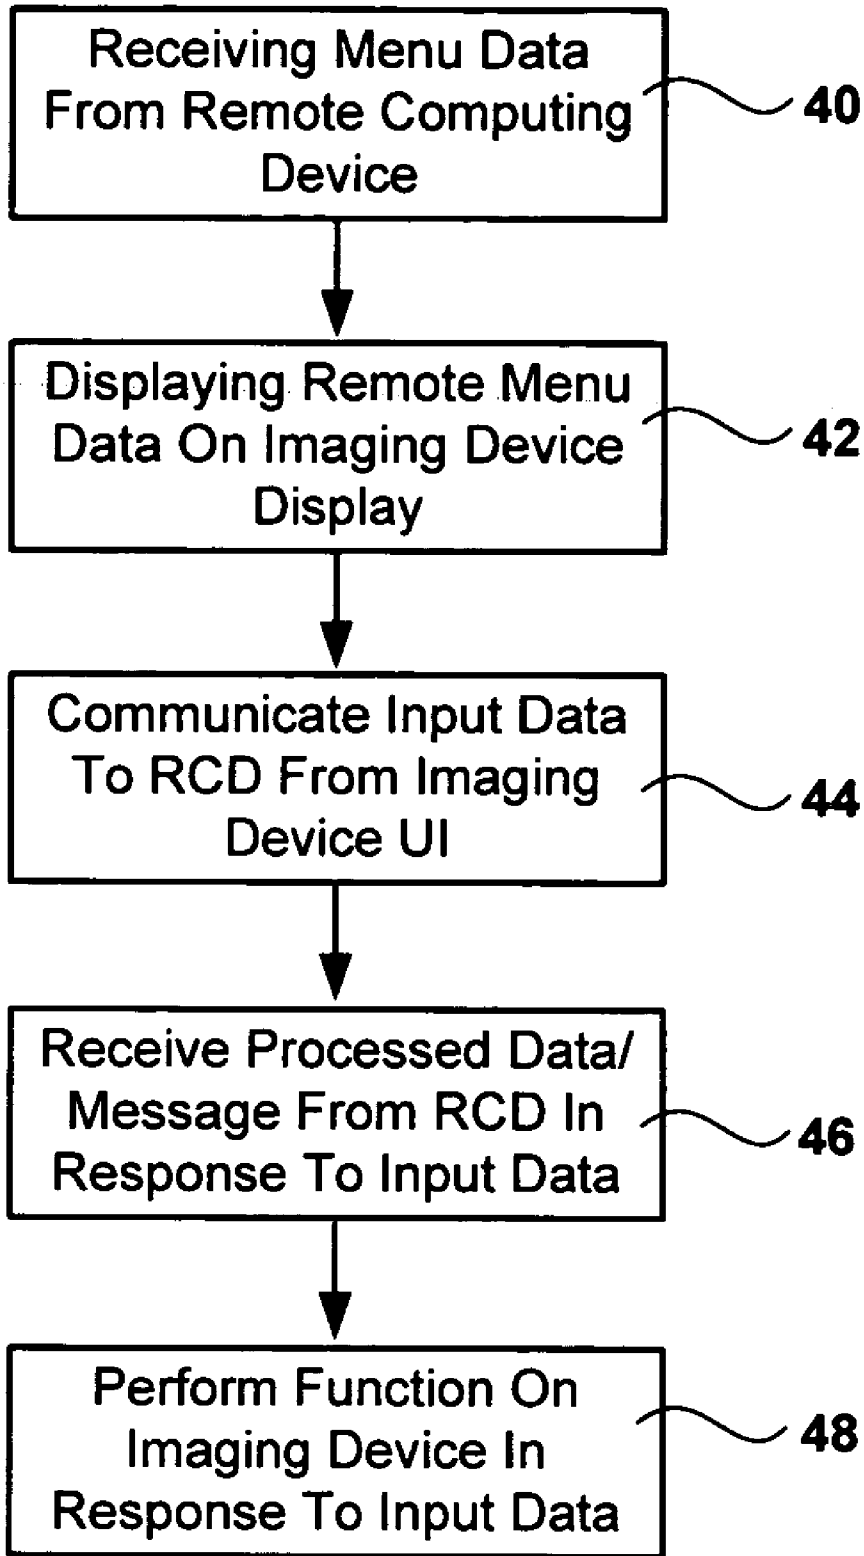 Receiving Menu Data
From Remote Computing
Device
40
Displaying Remote Menu
Data On Imaging Device
Display
42
Communicate Input Data
To RCD From Imaging
Device UI
44
Receive Processed Data/
Message From RCD In
Response To Input Data
46
Perform Function On
Imaging Device In
Response To Input Data
48